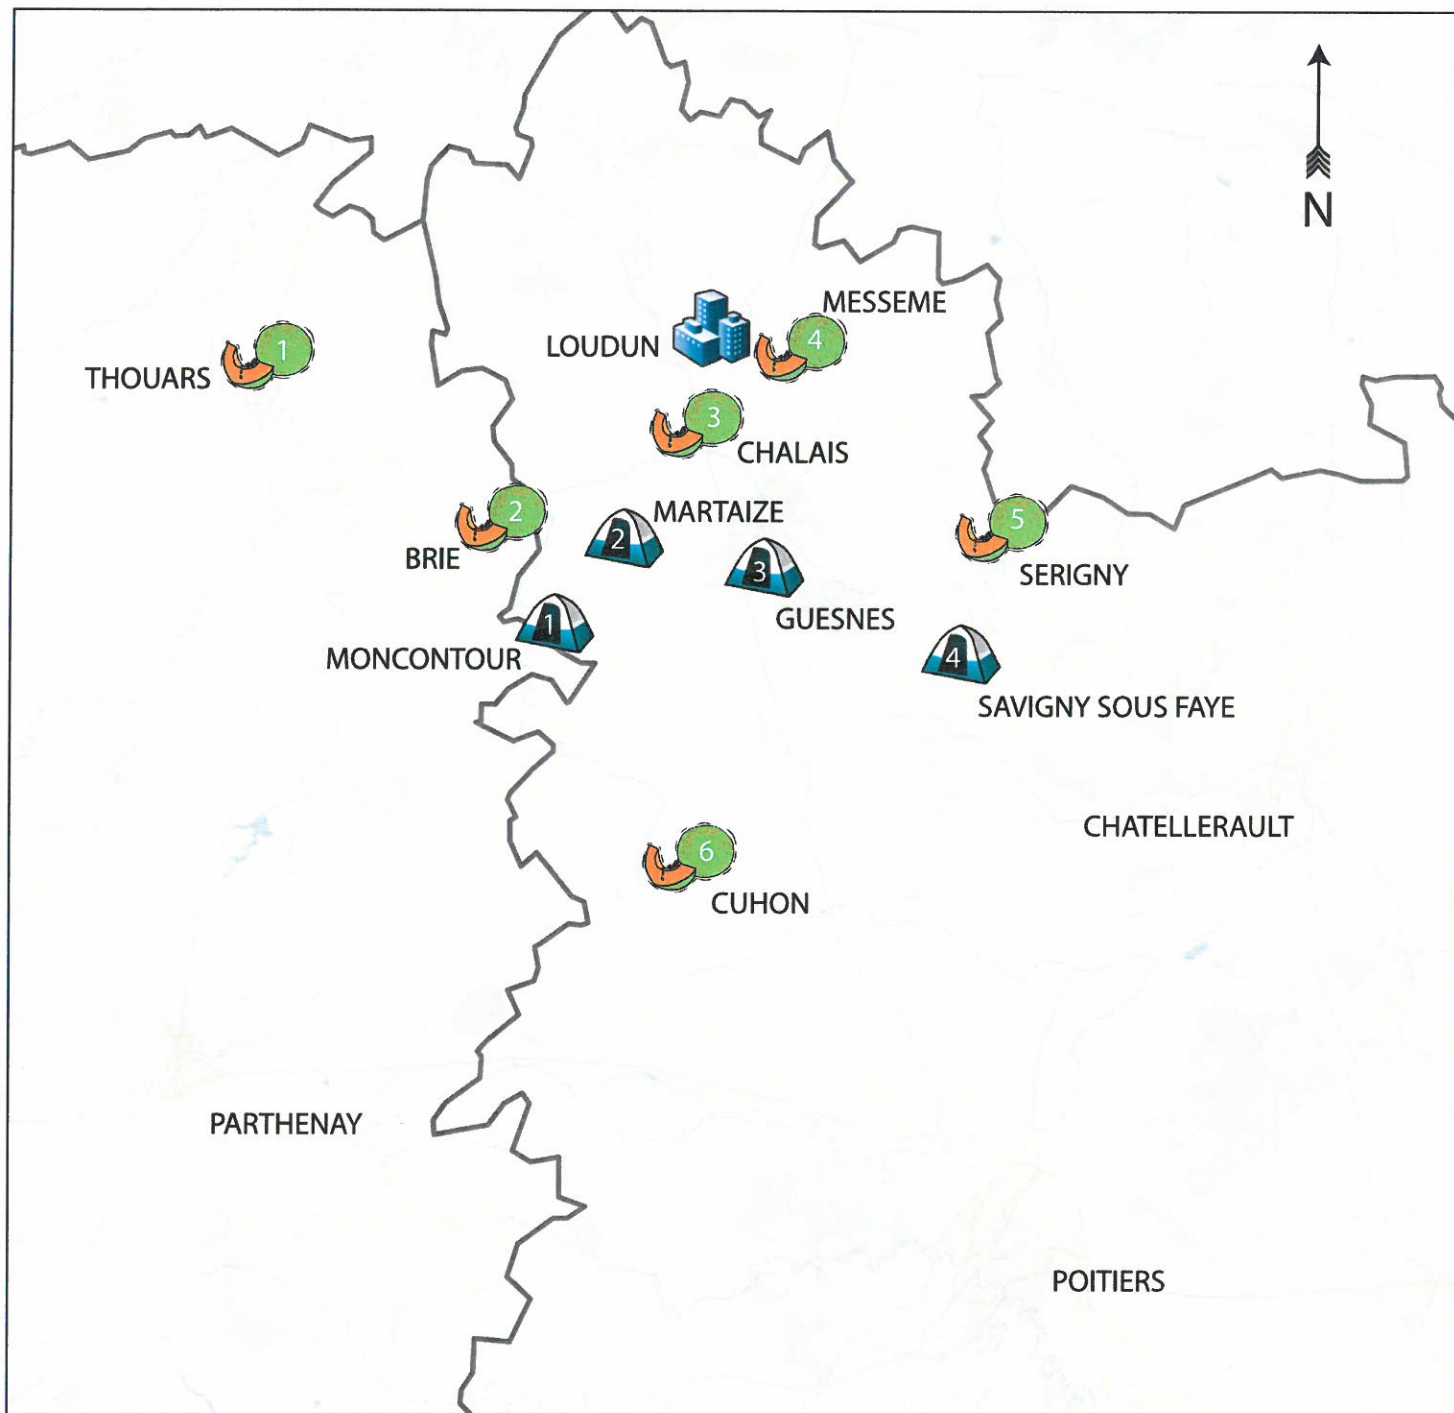 N
MESSEME
4
LOUDUN
1
THOUARS
3
CHALAIS
2
MARTAIZE
5
BRIE
2
3
SERIGNY
GUESNES
1
MONCONTOUR
4
SAVIGNY SOUS FAYE
CHATELLERAULT
6
CUHON
PARTHENAY
POITIERS